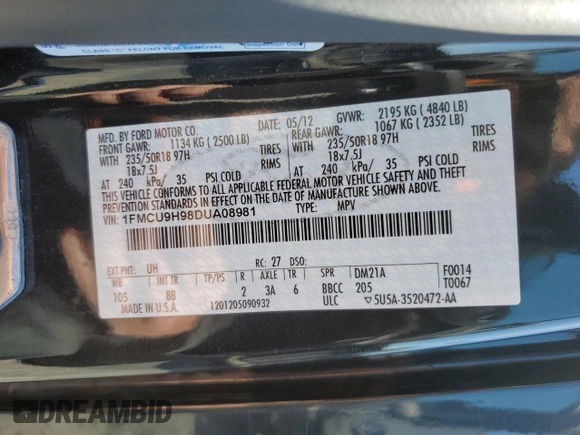 CLASS "C" FELONY FOR REMOVAL
MFD. BY FORD MOTOR CO.
DATE: 05/12
GVWR: 2195 KG ( 4840 LB)
FRONT GAWR: 1134 KG ( 2500 LB)
REAR GAWR: 1067 KG ( 2352 LB)
WITH 235/50R18 97H TIRES
WITH 235/50R18 97H TIRES
18x7.5J RIMS
18x7.5J RIMS
AT 240 kPa/ 35 PSI COLD
AT 240 kPa/ 35 PSI COLD
THIS VEHICLE CONFORMS TO ALL APPLICABLE FEDERAL MOTOR VEHICLE SAFETY, BUMPER, AND THEFT
PREVENTION STANDARDS IN EFFECT ON THE DATE OF MANUFACTURE SHOWN ABOVE.
VIN: 1FMCU9H98DUA08981
TYPE: MPV
EXT PNT: UH RC: 27 DSO:
WB INT TR TP/PS R AXLE TR SPR DM21A F0014
105 BB 2 3A 6 BBCC 205 T0067
MADE IN U.S.A. 1201205090932 ULC ▽5U5A-3520472-AA
DREAMBID